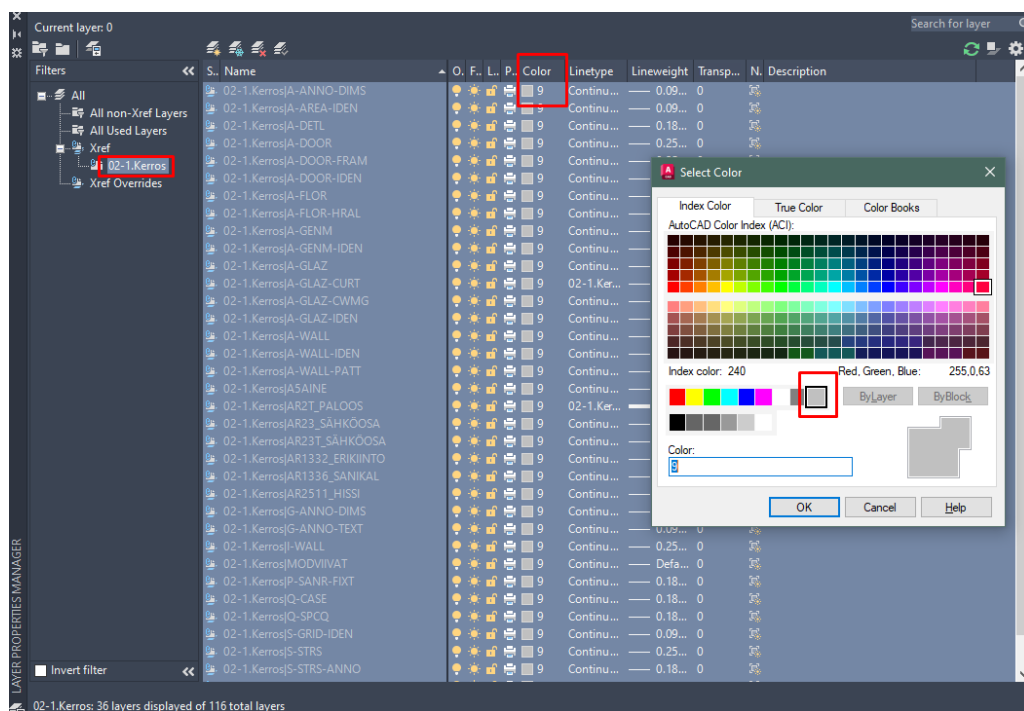 Current layer: 0
Search for layer
Filters
S.. Name O. F.. L.. P.. Color Linetype Lineweight Transp... N. Description
All
All non-Xref Layers
All Used Layers
Xref
02-1.Kerros
Xref Overrides
02-1.Kerros|A-ANNO-DIMS 9 Continu... 0.09... 0
02-1.Kerros|A-AREA-IDEN 9 Continu... 0.09... 0
02-1.Kerros|A-DETL 9 Continu... 0.18... 0
02-1.Kerros|A-DOOR 9 Continu... 0.25... 0
02-1.Kerros|A-DOOR-FRAM 9 Continu...
02-1.Kerros|A-DOOR-IDEN 9 Continu...
02-1.Kerros|A-FLOR 9 Continu...
02-1.Kerros|A-FLOR-HRAL 9 Continu...
02-1.Kerros|A-GENM 9 Continu...
02-1.Kerros|A-GENM-IDEN 9 Continu...
02-1.Kerros|A-GLAZ 9 Continu...
02-1.Kerros|A-GLAZ-CURT 9 02-1.Ker...
02-1.Kerros|A-GLAZ-CWMG 9 Continu...
02-1.Kerros|A-GLAZ-IDEN 9 Continu...
02-1.Kerros|A-WALL 9 Continu...
02-1.Kerros|A-WALL-IDEN 9 Continu...
02-1.Kerros|A-WALL-PATT 9 Continu...
02-1.Kerros|A5AINE 9 Continu...
02-1.Kerros|AR2T_PALOOS 9 02-1.Ker...
02-1.Kerros|AR23_SÄHKÖOSA 9 Continu...
02-1.Kerros|AR23T_SÄHKÖOSA 9 Continu...
02-1.Kerros|AR1332_ERIKIINTO 9 Continu...
02-1.Kerros|AR1336_SANIKAL 9 Continu...
02-1.Kerros|AR2511_HISSI 9 Continu...
02-1.Kerros|G-ANNO-DIMS 9 Continu...
02-1.Kerros|G-ANNO-TEXT 9 Continu... 0.09... 0
02-1.Kerros|I-WALL 9 Continu... 0.25... 0
02-1.Kerros|MODVIIVAT 9 Continu... Defa... 0
02-1.Kerros|P-SANR-FIXT 9 Continu... 0.18... 0
02-1.Kerros|Q-CASE 9 Continu... 0.18... 0
02-1.Kerros|Q-SPCQ 9 Continu... 0.18... 0
02-1.Kerros|S-GRID-IDEN 9 Continu... 0.09... 0
02-1.Kerros|S-STRS 9 Continu... 0.25... 0
02-1.Kerros|S-STRS-ANNO 9 Continu... 0.18... 0
Select Color
Index Color True Color Color Books
AutoCAD Color Index (ACI):
Index color: 240 Red, Green, Blue: 255,0,63
ByLayer ByBlock
Color:
9
OK Cancel Help
LAYER PROPERTIES MANAGER
Invert filter
02-1.Kerros: 36 layers displayed of 116 total layers